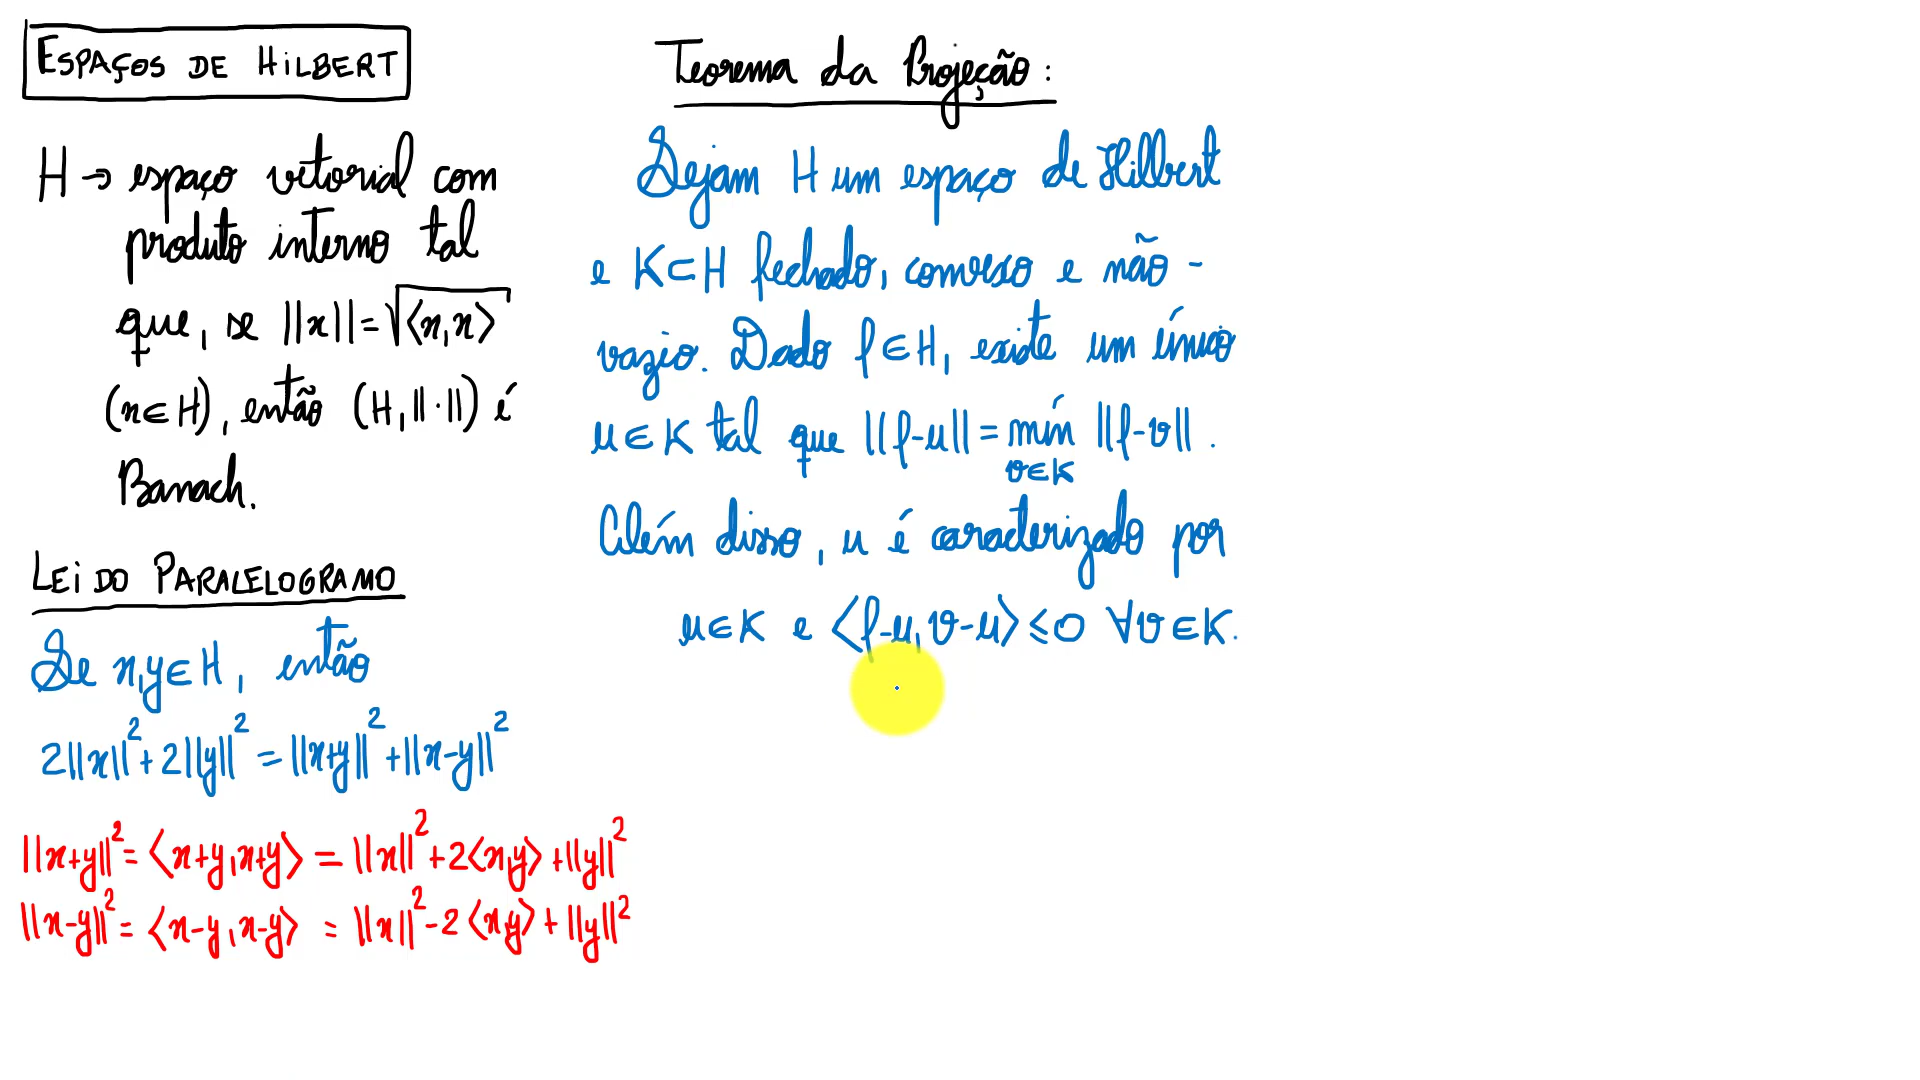 ESPAÇOS DE HILBERT
H → espaço vetorial com
produto interno tal
que, se ||x|| = √⟨x,x⟩
(x ∈ H), então (H, ||·||) é
Banach.
LEI DO PARALELOGRAMO
Se x,y ∈ H, então
2||x||² + 2||y||² = ||x+y||² + ||x-y||²
||x+y||² = ⟨x+y, x+y⟩ = ||x||² + 2⟨x,y⟩ + ||y||²
||x-y||² = ⟨x-y, x-y⟩ = ||x||² - 2⟨x,y⟩ + ||y||²
Teorema da Projeção:
Sejam H um espaço de Hilbert
e K ⊂ H fechado, convexo e não-
vazio. Dado f ∈ H, existe um único
u ∈ K tal que ||f-u|| = mín ||f-v||.
v ∈ K
Além disso, u é caracterizado por
u ∈ K e ⟨f-u, v-u⟩ ≤ 0 ∀v ∈ K.